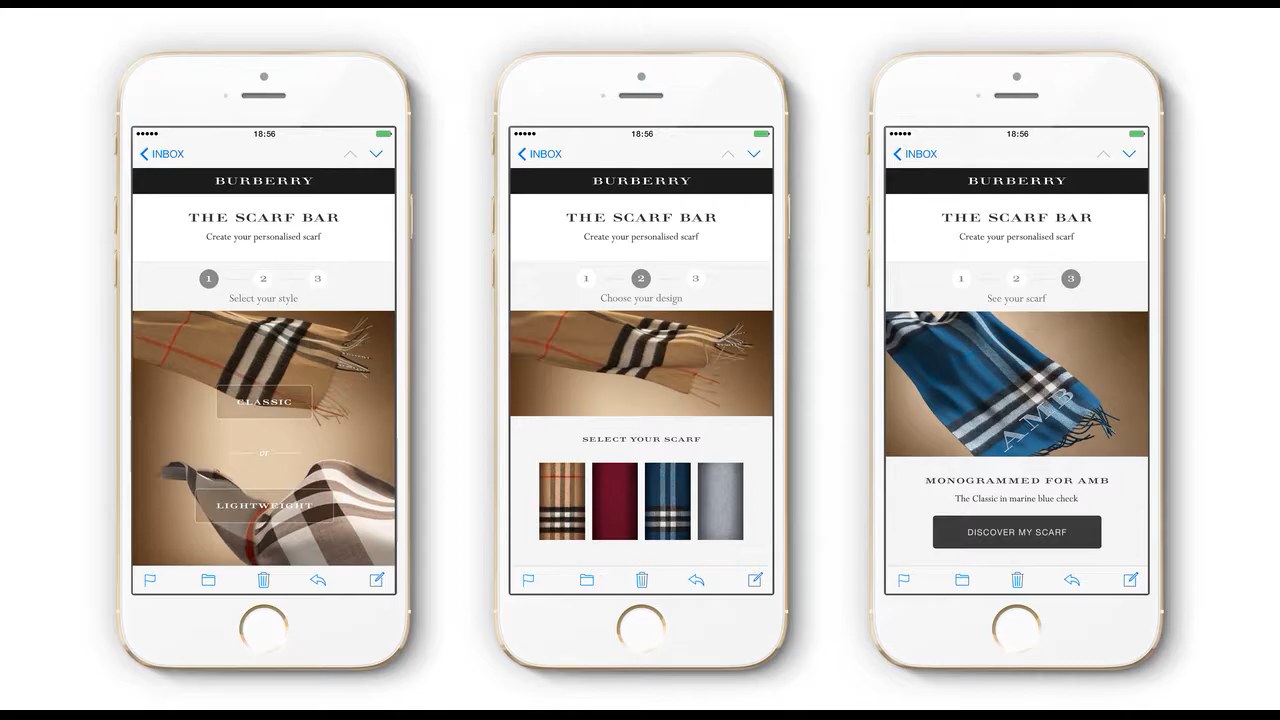 18:56
INBOX
BURBERRY
THE SCARF BAR
Create your personalised scarf
1 2 3
Select your style
CLASSIC
or
LIGHTWEIGHT
18:56
INBOX
BURBERRY
THE SCARF BAR
Create your personalised scarf
1 2 3
Choose your design
SELECT YOUR SCARF
18:56
INBOX
BURBERRY
THE SCARF BAR
Create your personalised scarf
1 2 3
See your scarf
AMB
MONOGRAMMED FOR AMB
The Classic in marine blue check
DISCOVER MY SCARF